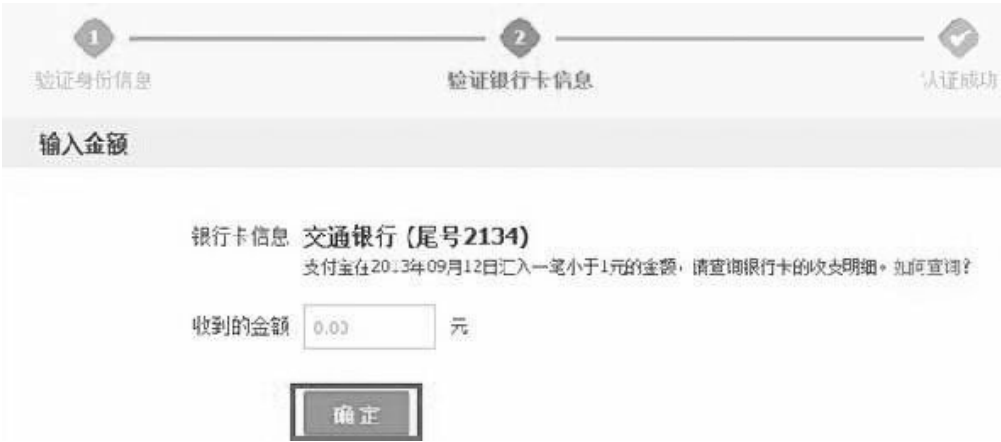 1
2
验证身份信息
验证银行卡信息
认证成功
输入金额
银行卡信息 交通银行 (尾号2134)
支付宝在2013年09月12日汇入一笔小于1元的金额，请查询银行卡的收支明细。如何查询?
收到的金额 0.00 元
确定